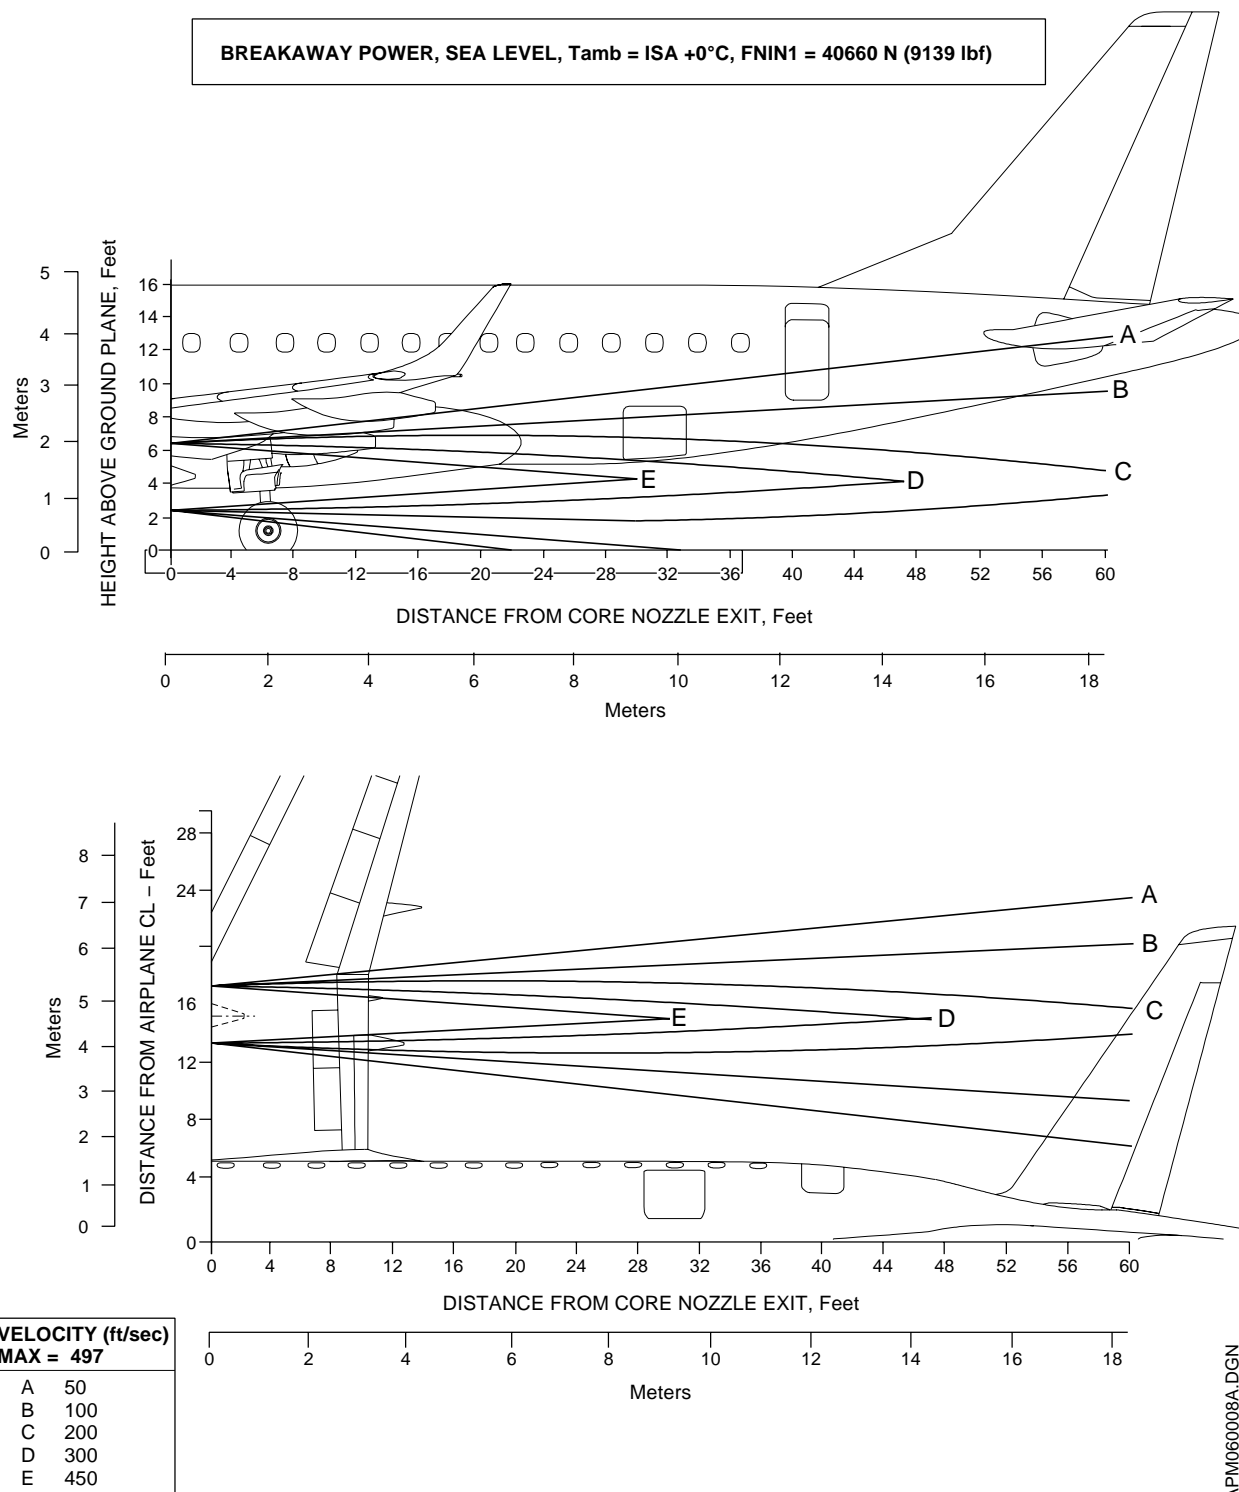 BREAKAWAY POWER, SEA LEVEL, Tamb = ISA +0°C, FNIN1 = 40660 N (9139 lbf)
5
4
3
2
1
0
Meters
HEIGHT ABOVE GROUND PLANE, Feet
16
14
12
10
8
6
4
2
0
A
B
C
D
E
0 4 8 12 16 20 24 28 32 36 40 44 48 52 56 60
DISTANCE FROM CORE NOZZLE EXIT, Feet
0 2 4 6 8 10 12 14 16 18
Meters
8
7
6
5
4
3
2
1
0
Meters
DISTANCE FROM AIRPLANE CL – Feet
28
24
16
12
8
4
0
A
B
C
D
E
0 4 8 12 16 20 24 28 32 36 40 44 48 52 56 60
DISTANCE FROM CORE NOZZLE EXIT, Feet
0 2 4 6 8 10 12 14 16 18
Meters
VELOCITY (ft/sec)
MAX = 497
A 50
B 100
C 200
D 300
E 450
APM060008A.DGN